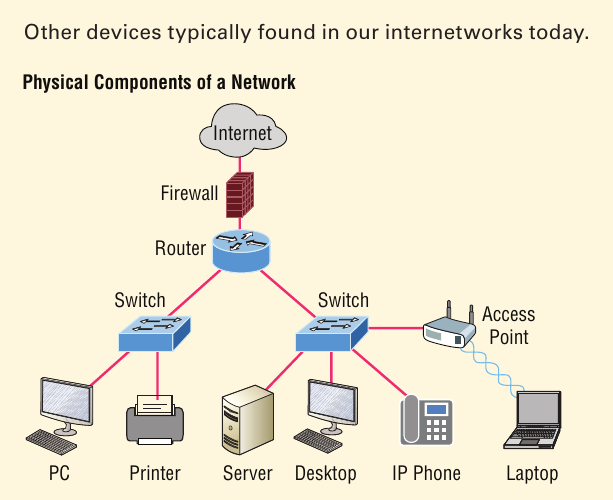 Other devices typically found in our internetworks today.
Physical Components of a Network
Internet
Firewall
Router
Switch
Switch
Access
Point
PC
Printer
Server
Desktop
IP Phone
Laptop